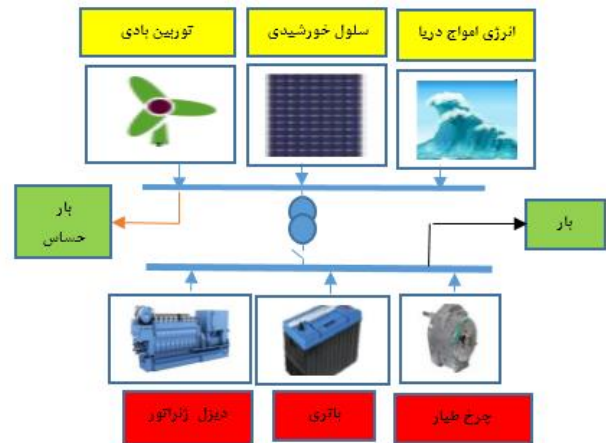 انرژی امواج دریا
سلول خورشیدی
توربین بادی
بار
بار
حساس
چرخ طیار
باتری
دیزل ژنراتور